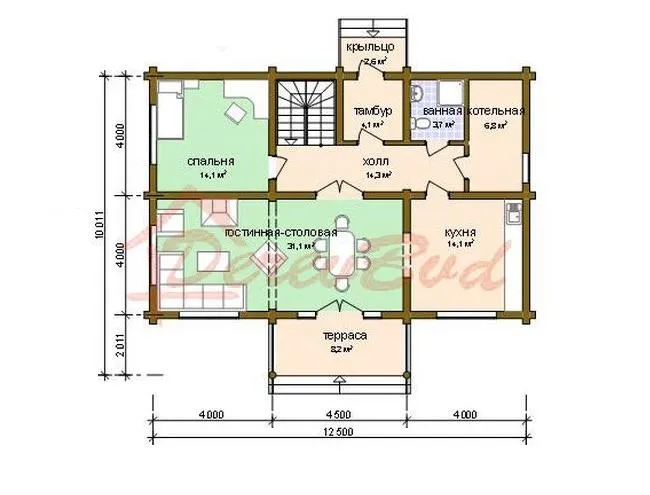 крыльцо
2,6 м²
тамбур
4,1 м²
ванная
3,7 м²
котельная
6,8 м²
спальня
14,1 м²
холл
14,3 м²
гостинная-столовая
31,1 м²
кухня
14,1 м²
DerevBud
терраса
8,2 м²
4 000
4 000
2 011
10 011
4 000
4 500
4 000
12 500